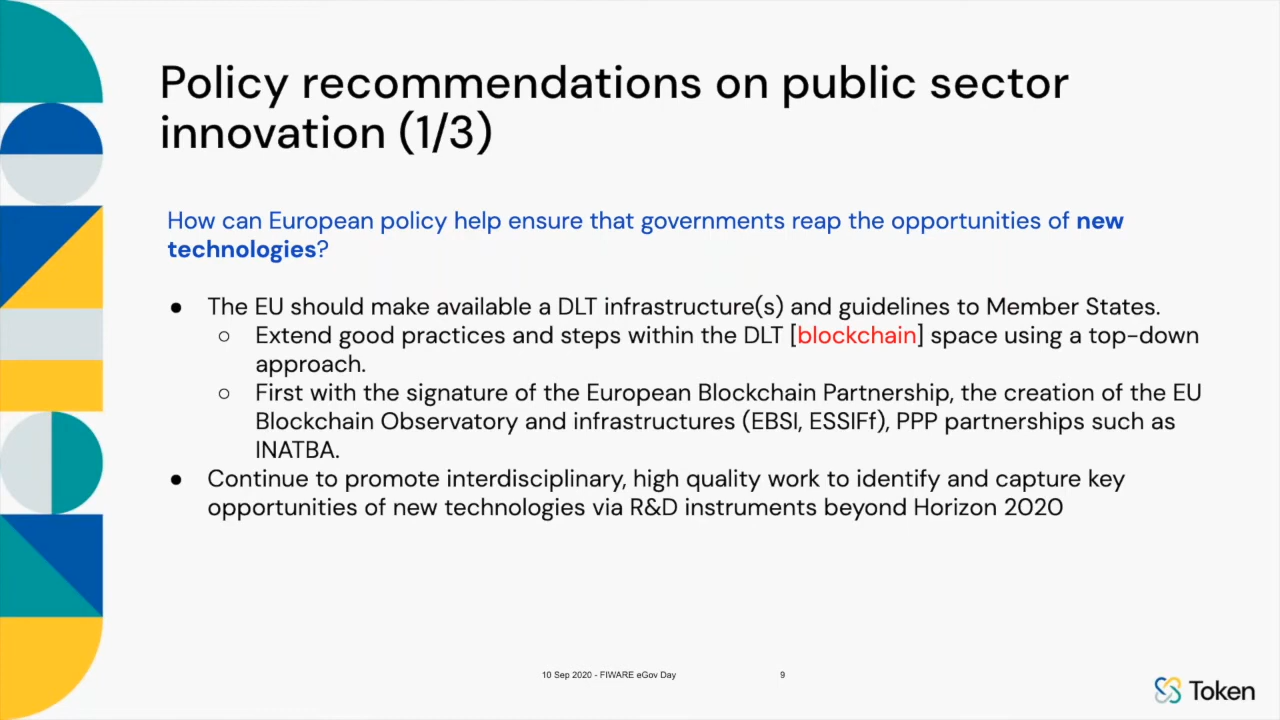 Policy recommendations on public sector
innovation (1/3)
How can European policy help ensure that governments reap the opportunities of new
technologies?
● The EU should make available a DLT infrastructure(s) and guidelines to Member States.
○ Extend good practices and steps within the DLT [blockchain] space using a top-down
approach.
○ First with the signature of the European Blockchain Partnership, the creation of the EU
Blockchain Observatory and infrastructures (EBSI, ESSIFf), PPP partnerships such as
INATBA.
● Continue to promote interdisciplinary, high quality work to identify and capture key
opportunities of new technologies via R&D instruments beyond Horizon 2020
10 Sep 2020 - FIWARE eGov Day 9
Token